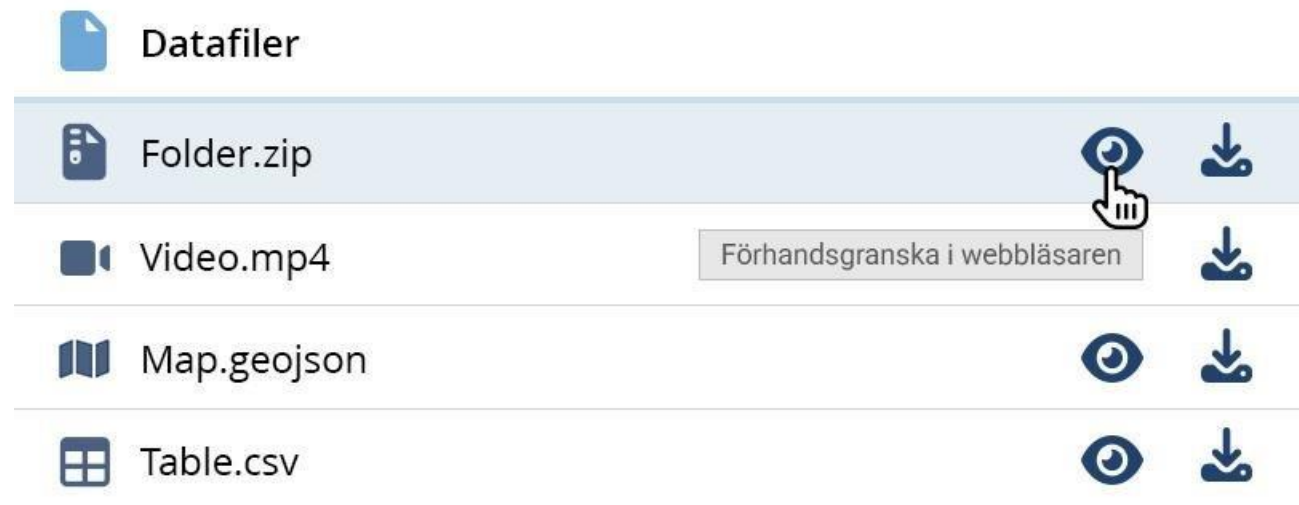 Datafiler
Folder.zip
Video.mp4
Förhandsgranska i webbläsaren
Map.geojson
Table.csv